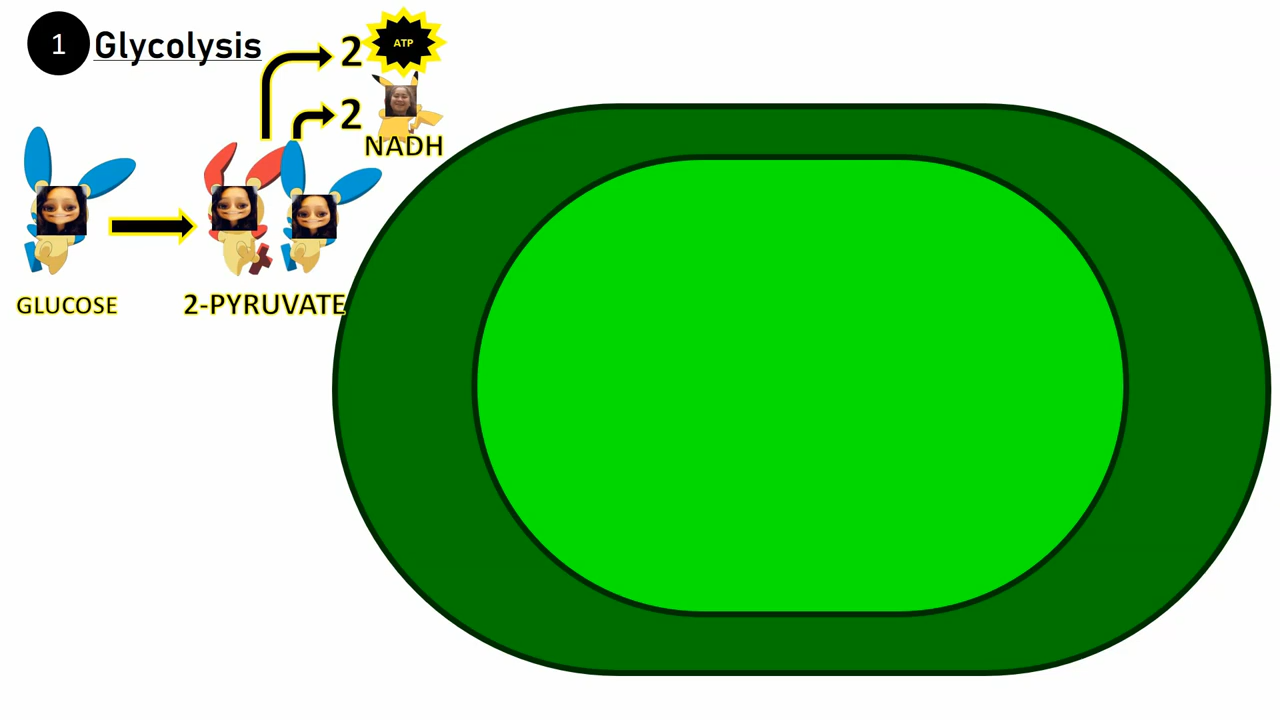 1 Glycolysis
2 ATP
2
NADH
GLUCOSE
2-PYRUVATE